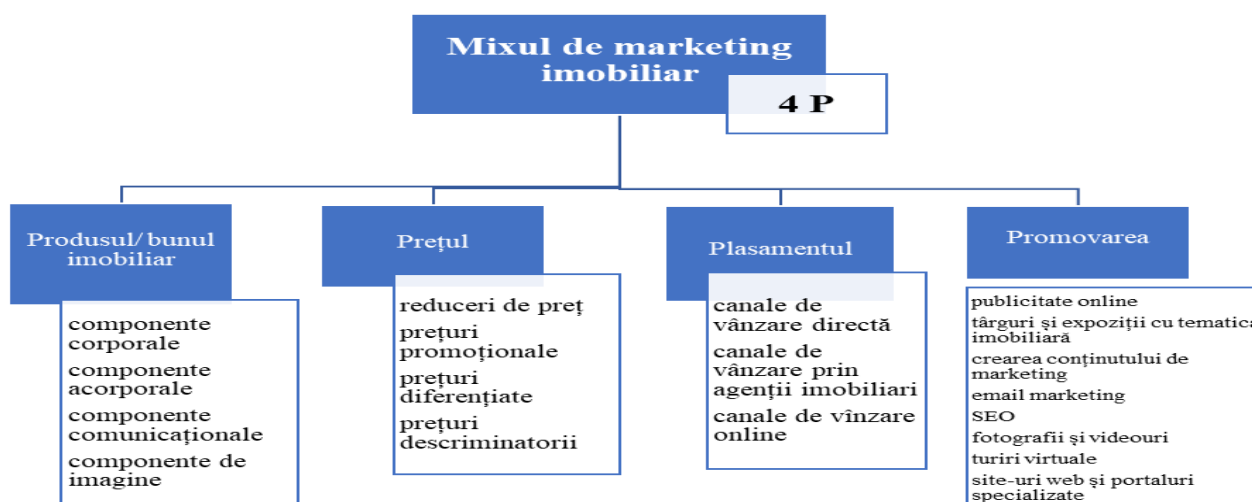 Mixul de marketing
imobiliar
4 P
Produsul/ bunul
imobiliar
componente
corporale
componente
acorporale
componente
comunicaționale
componente de
imagine
Prețul
reduceri de preț
prețuri
promoționale
prețuri
diferențiate
prețuri
descriminatorii
Plasamentul
canale de
vânzare directă
canale de
vânzare prin
agenții imobiliari
canale de vînzare
online
Promovarea
publicitate online
târguri și expoziții cu tematica
imobiliară
crearea conținutului de
marketing
email marketing
SEO
fotografii și videouri
turiri virtuale
site-uri web și portaluri
specializate